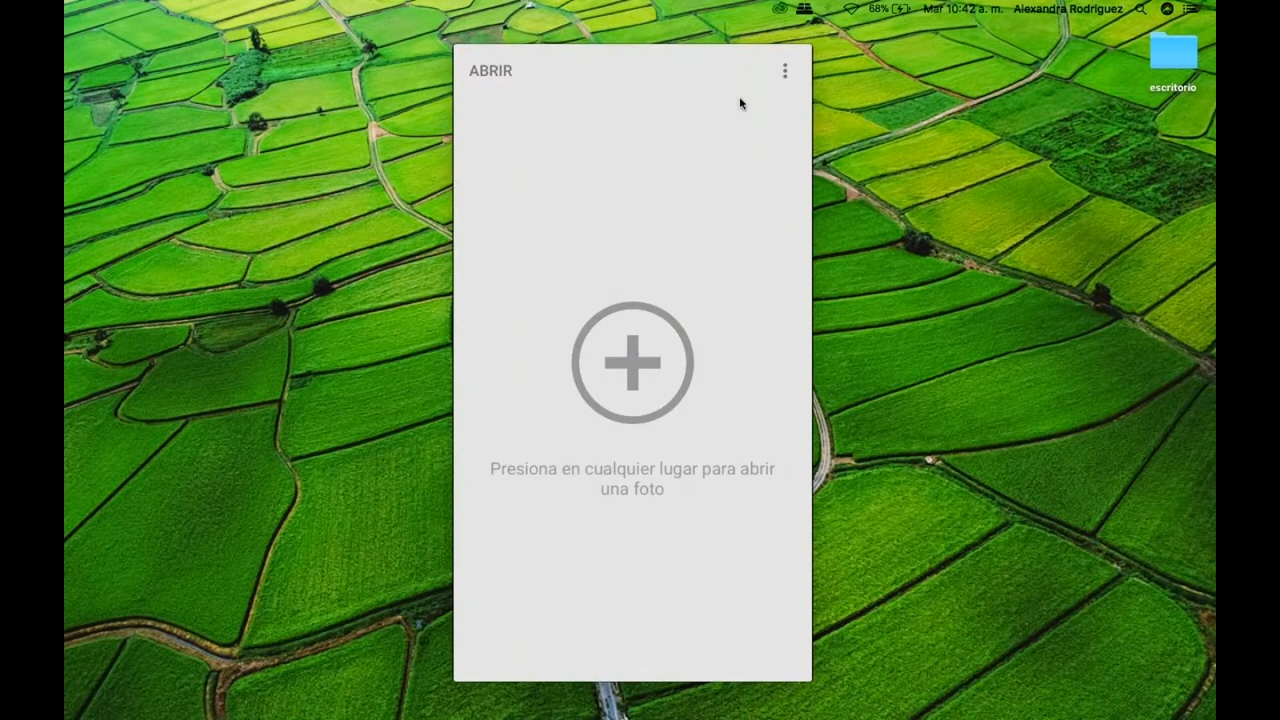 68% Mar 10:42 a. m. Alexandra Rodriguez
escritorio
ABRIR
Presiona en cualquier lugar para abrir
una foto